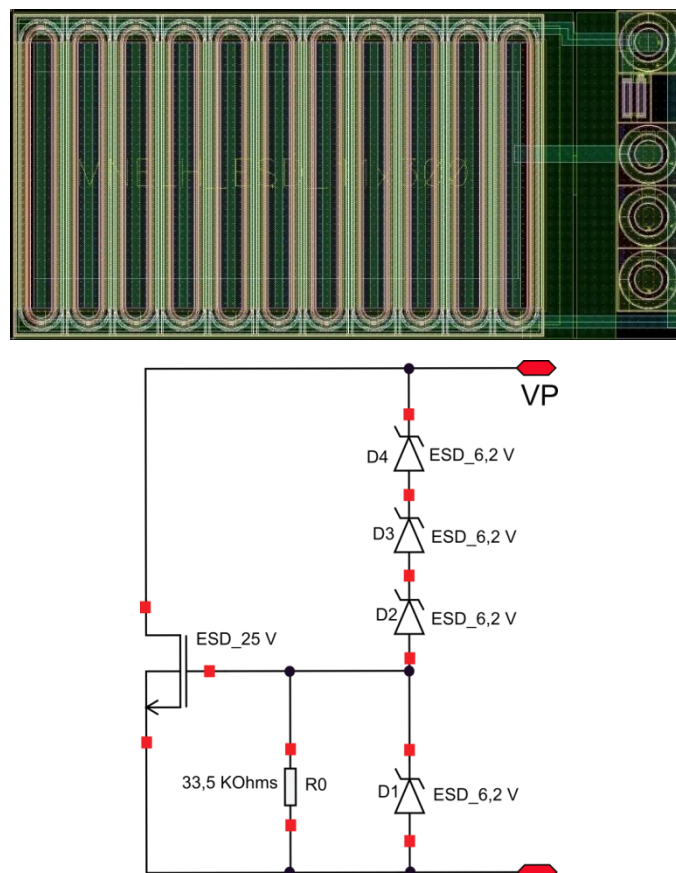 VP
D4 ESD_6,2 V
D3 ESD_6,2 V
D2 ESD_6,2 V
ESD_25 V
33,5 KOhms R0
D1 ESD_6,2 V